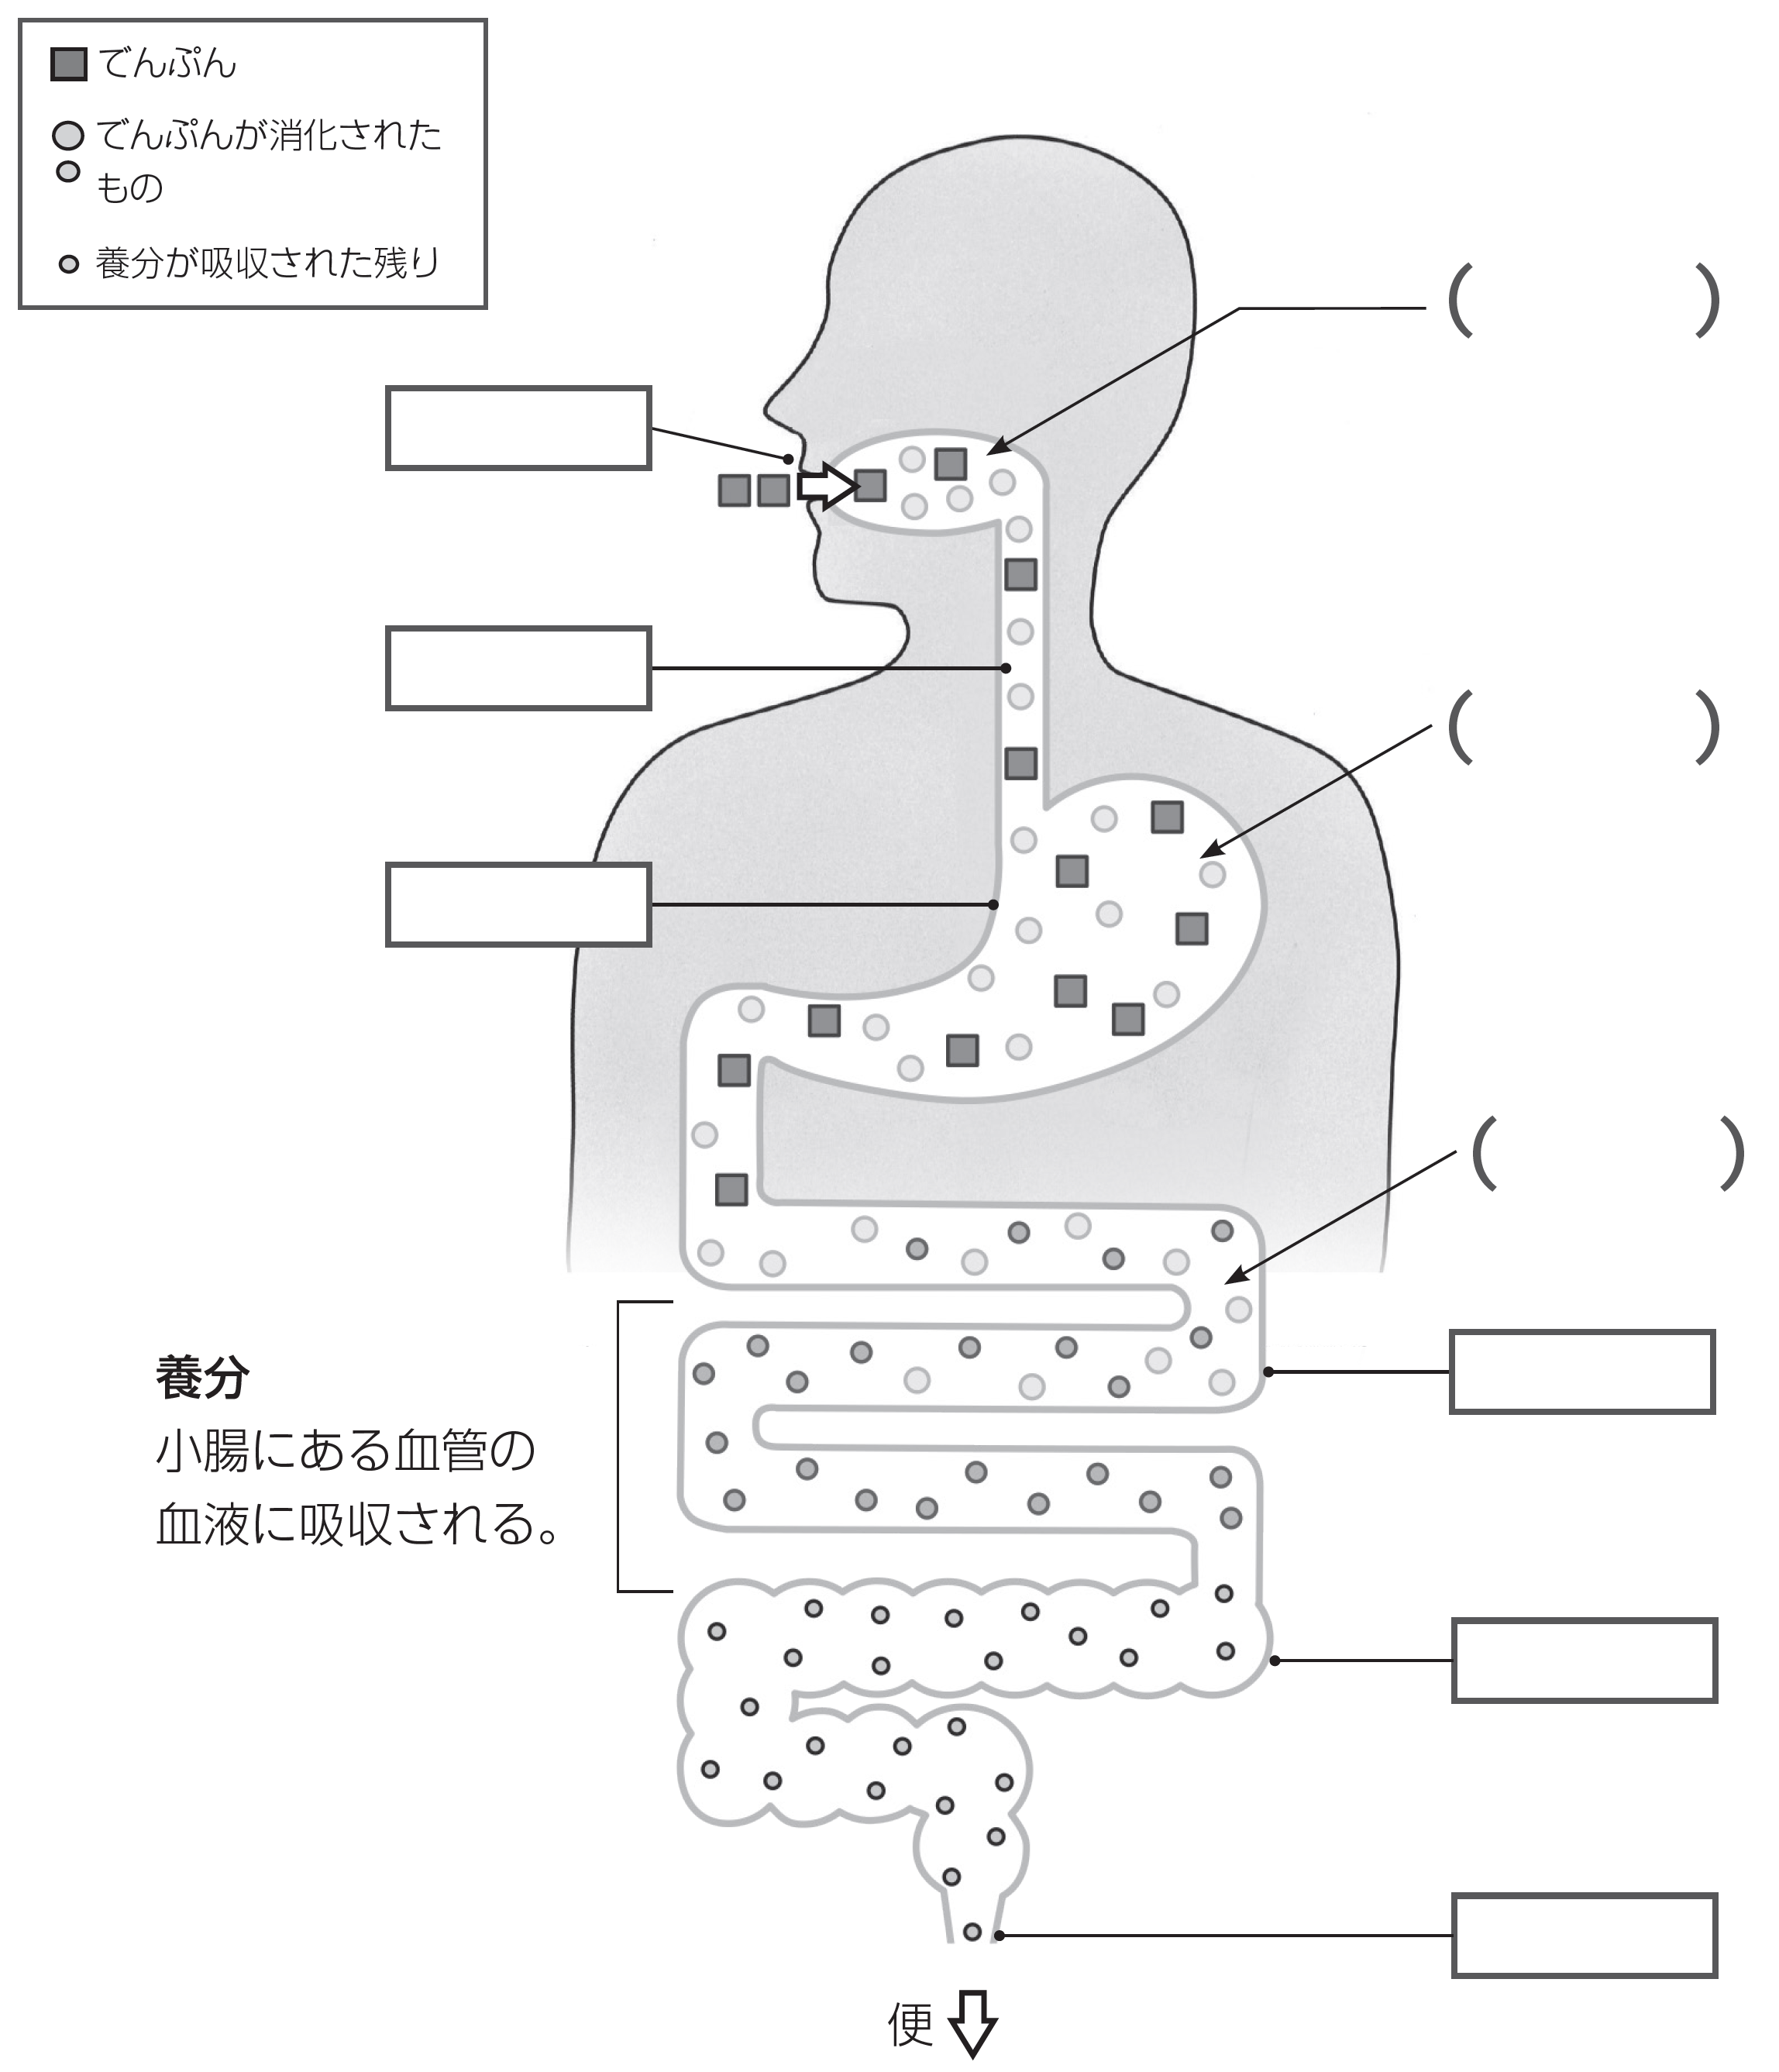 でんぷん
でんぷんが消化された
もの
養分が吸収された残り
(　　　)
(　　　)
(　　　)
養分
小腸にある血管の
血液に吸収される。
便